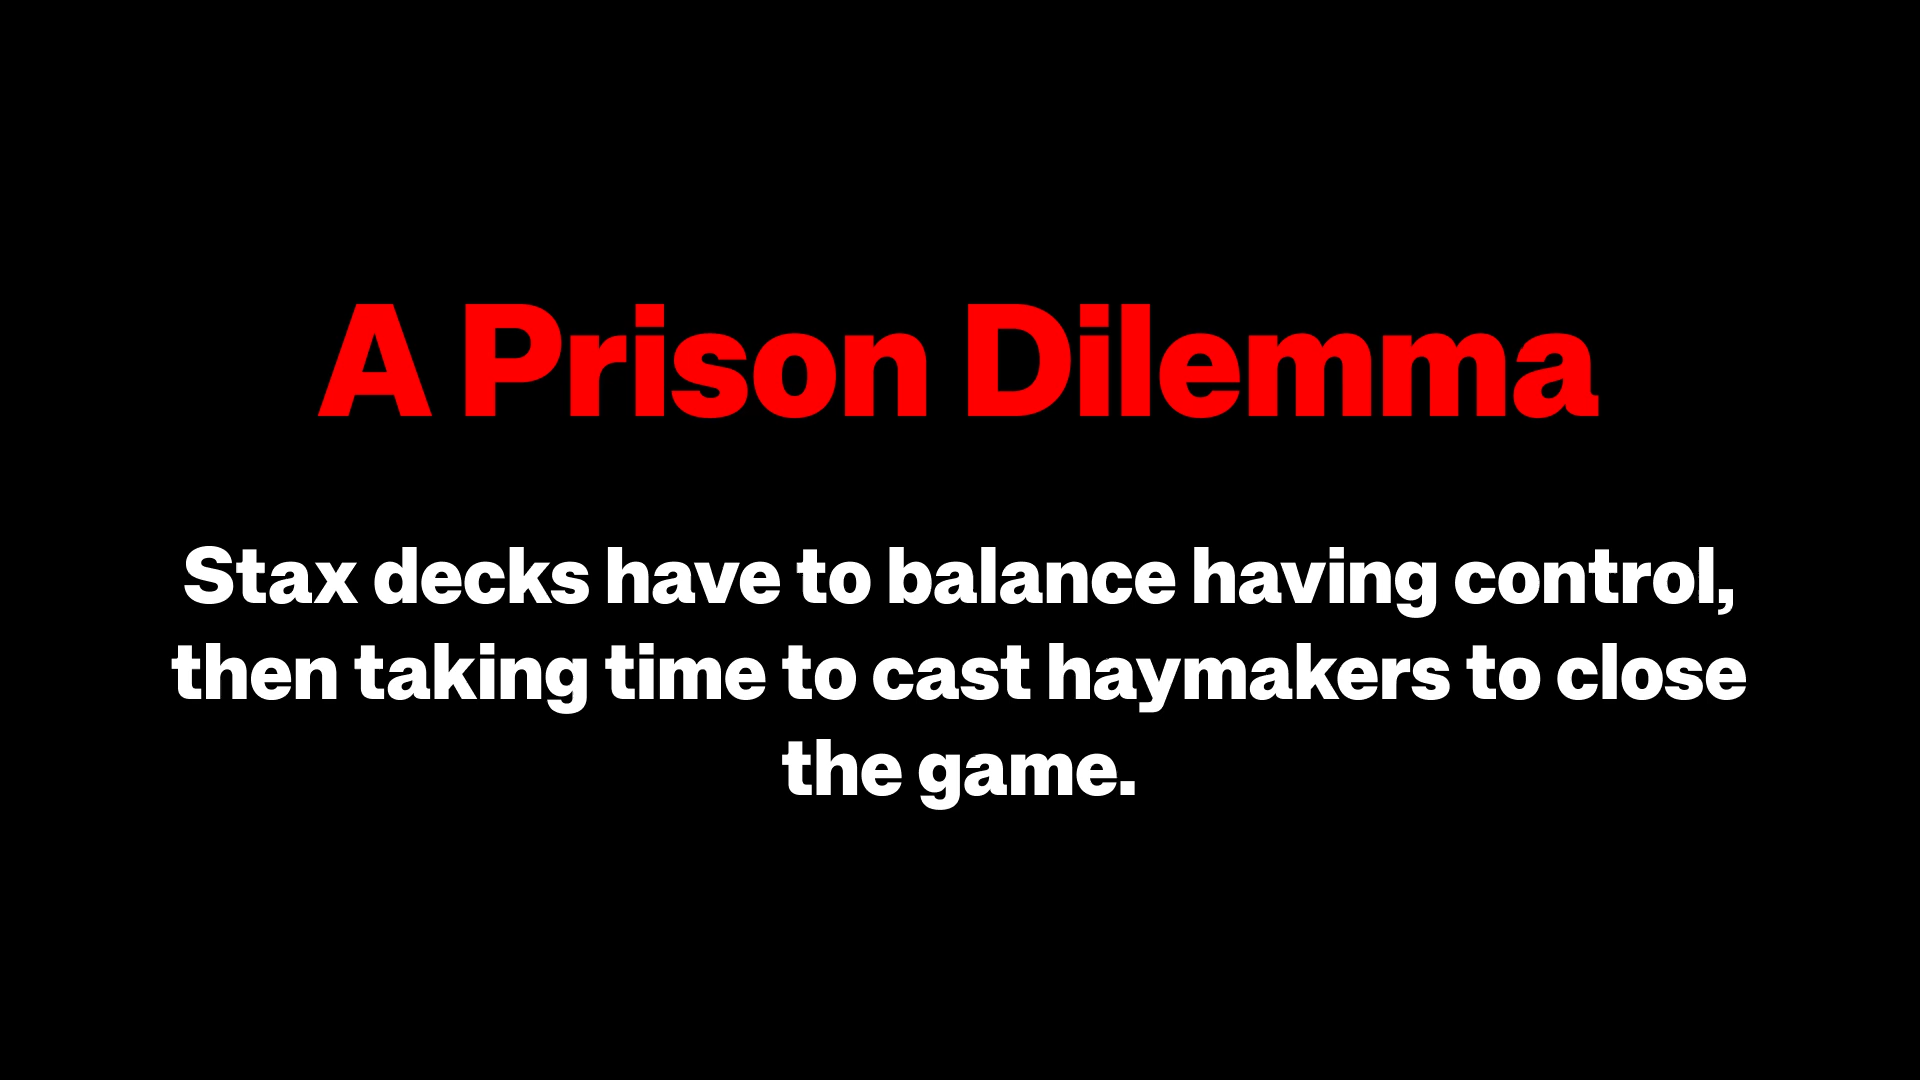 A Prison Dilemma
Stax decks have to balance having control,
then taking time to cast haymakers to close
the game.